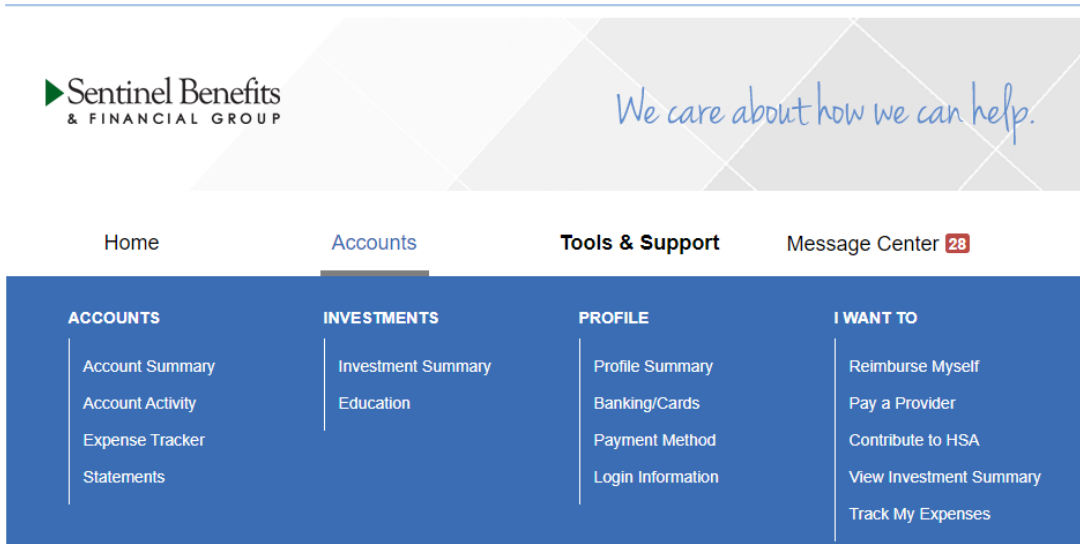 Sentinel Benefits
& FINANCIAL GROUP
We care about how we can help.
Home
Accounts
Tools & Support
Message Center 28
ACCOUNTS
Account Summary
Account Activity
Expense Tracker
Statements
INVESTMENTS
Investment Summary
Education
PROFILE
Profile Summary
Banking/Cards
Payment Method
Login Information
I WANT TO
Reimburse Myself
Pay a Provider
Contribute to HSA
View Investment Summary
Track My Expenses